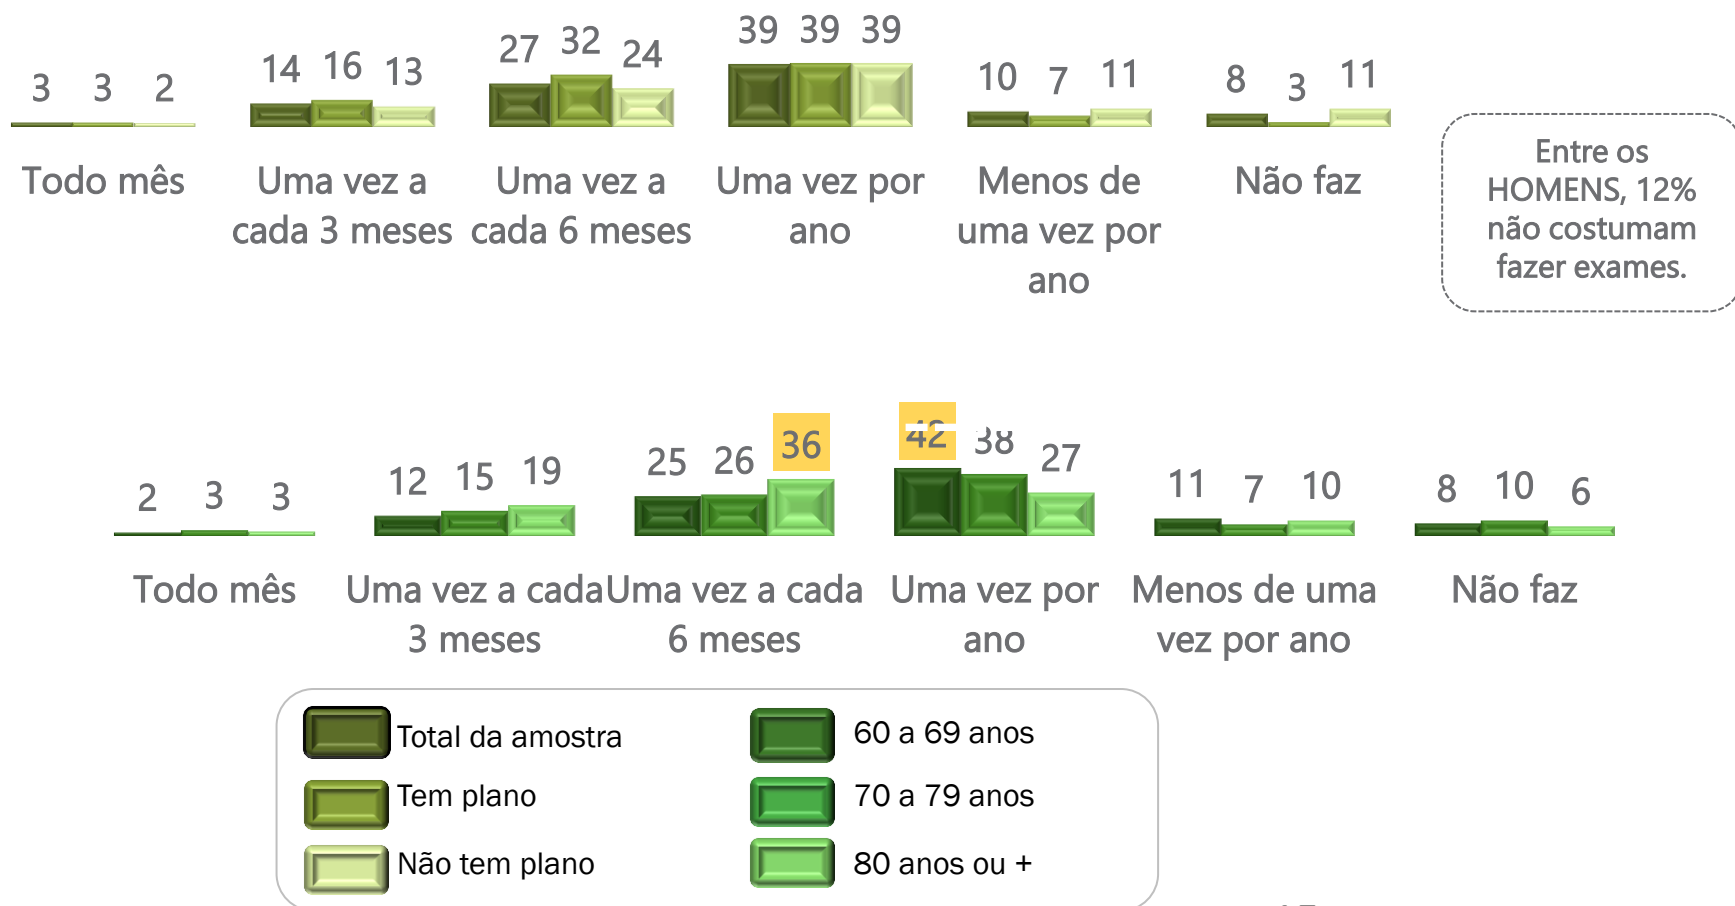 3 3 2
14 16 13
27 32 24
39 39 39
10 7 11
8 3 11
Todo mês
Uma vez a
cada 3 meses
Uma vez a
cada 6 meses
Uma vez por
ano
Menos de
uma vez por
ano
Não faz
Entre os
HOMENS, 12%
não costumam
fazer exames.
2 3 3
12 15 19
25 26 36
42 38 27
11 7 10
8 10 6
Todo mês
Uma vez a cada
3 meses
Uma vez a cada
6 meses
Uma vez por
ano
Menos de uma
vez por ano
Não faz
Total da amostra
Tem plano
Não tem plano
60 a 69 anos
70 a 79 anos
80 anos ou +